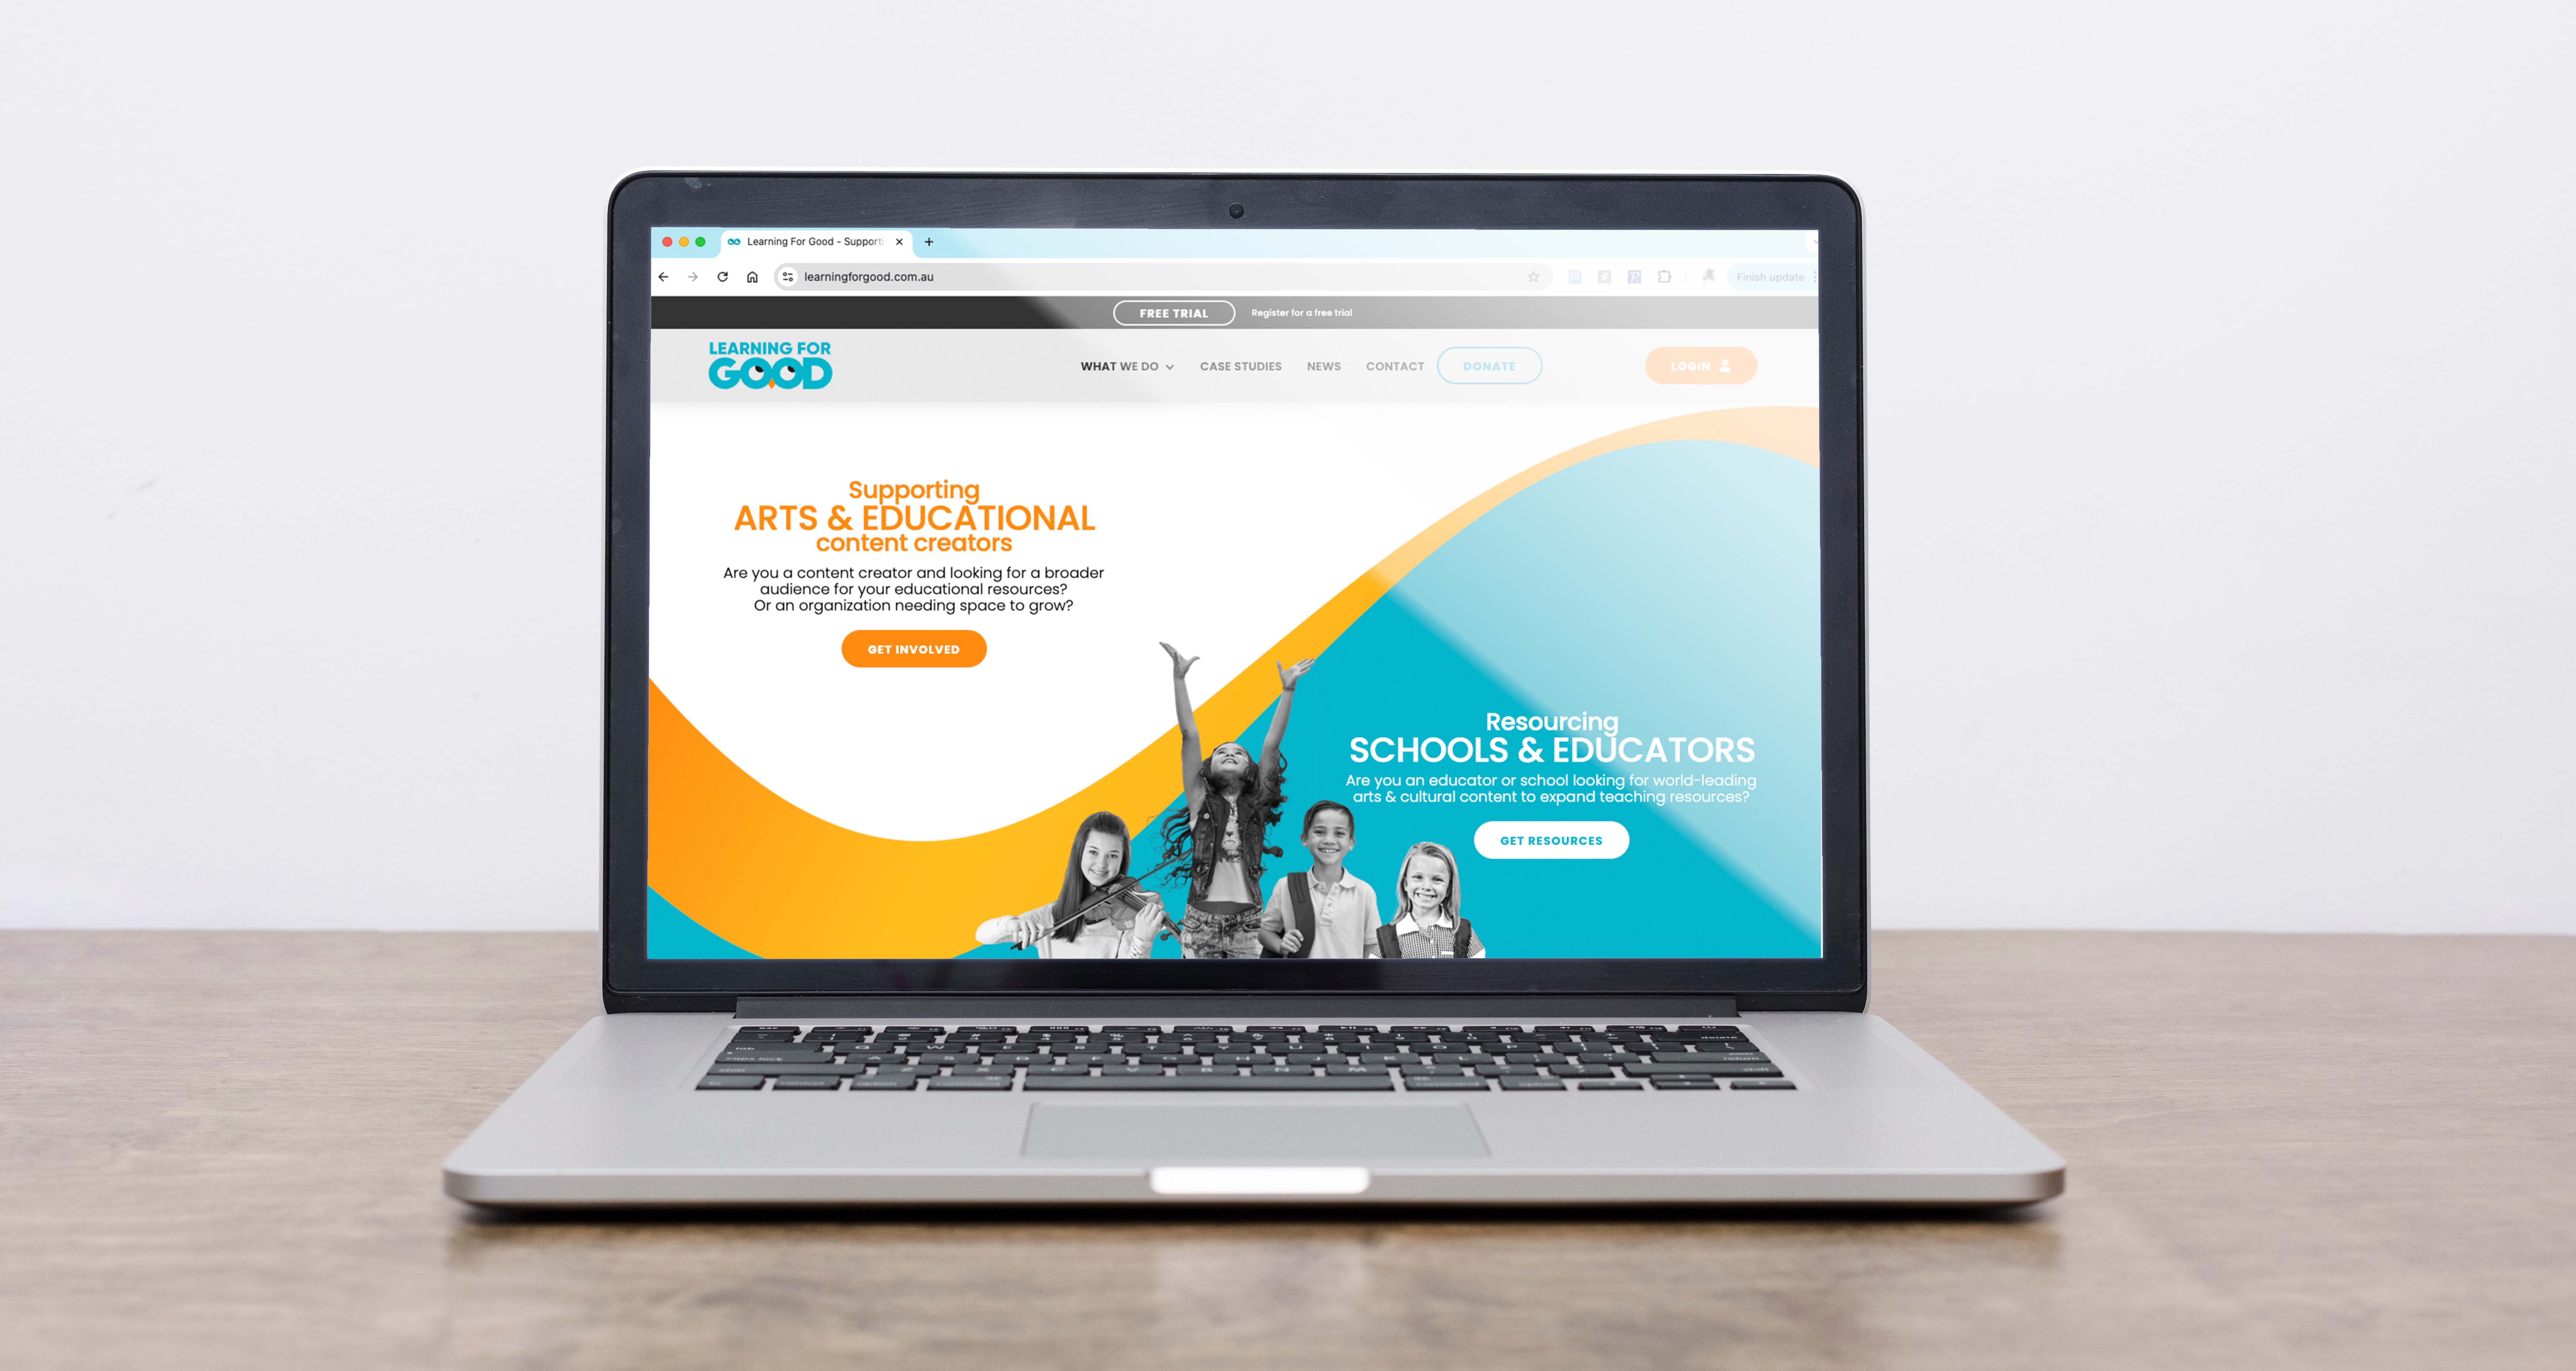 Learning For Good - Support
learningforgood.com.au
Finish update
FREE TRIAL
Register for a free trial
LEARNING FOR
GOOD
WHAT WE DO
CASE STUDIES
NEWS
CONTACT
DONATE
LOGIN
Supporting
ARTS & EDUCATIONAL
content creators
Are you a content creator and looking for a broader
audience for your educational resources?
Or an organization needing space to grow?
GET INVOLVED
Resourcing
SCHOOLS & EDUCATORS
Are you an educator or school looking for world-leading
arts & cultural content to expand teaching resources?
GET RESOURCES